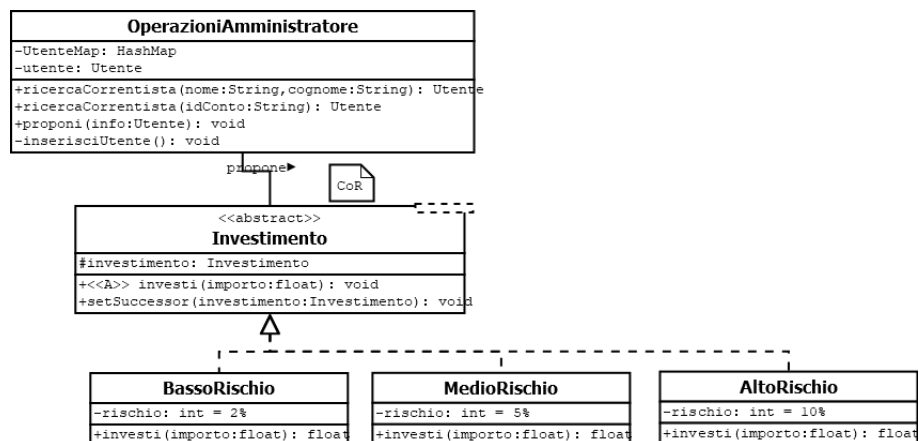 OperazioniAmministratore
-UtenteMap: HashMap
-utente: Utente
+ricercaCorrentista(nome:String,cognome:String): Utente
+ricercaCorrentista(idConto:String): Utente
+proponi(info:Utente): void
-inserisciUtente(): void
propone
CoR
<<abstract>>
Investimento
#investimento: Investimento
+<<A>> investi(importo:float): void
+setSuccessor(investimento:Investimento): void
BassoRischio
-rischio: int = 2%
+investi(importo:float): float
MedioRischio
-rischio: int = 5%
+investi(importo:float): float
AltoRischio
-rischio: int = 10%
+investi(importo:float): float